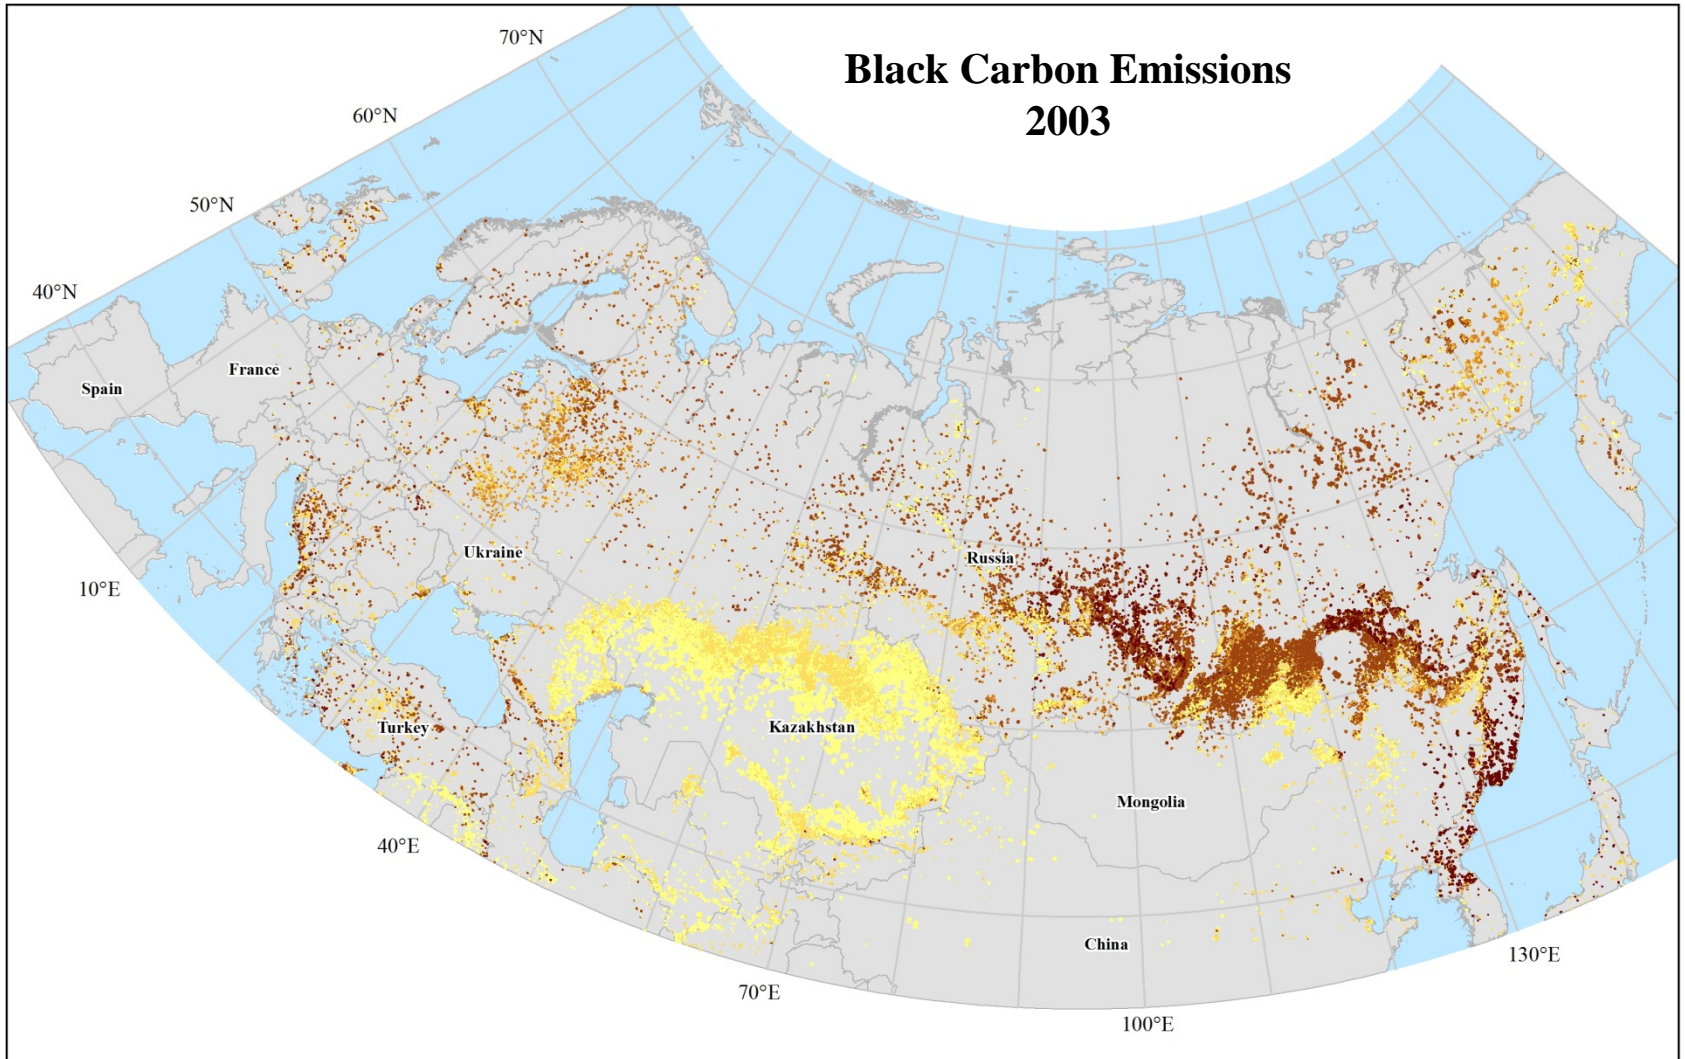 Black Carbon Emissions
2003
70°N
60°N
50°N
40°N
Spain
France
Ukraine
Russia
10°E
Turkey
Kazakhstan
Mongolia
40°E
China
130°E
70°E
100°E